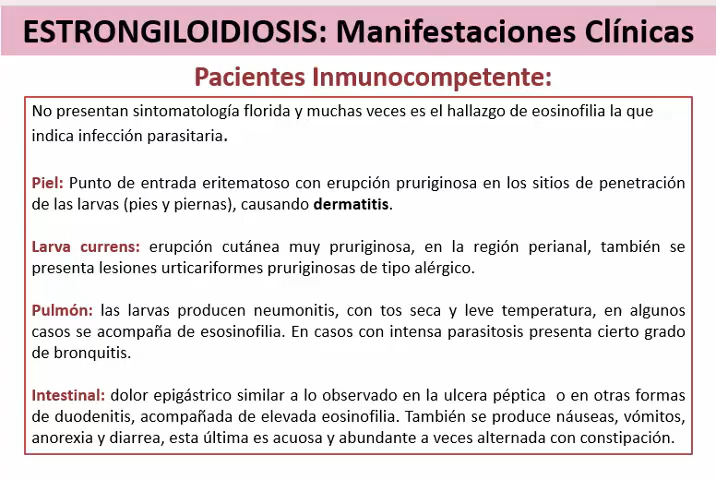 ESTRONGILOIDIOSIS: Manifestaciones Clínicas
Pacientes Inmunocompetente:
No presentan sintomatología florida y muchas veces es el hallazgo de eosinofilia la que
indica infección parasitaria.
Piel: Punto de entrada eritematoso con erupción pruriginosa en los sitios de penetración
de las larvas (pies y piernas), causando dermatitis.
Larva currens: erupción cutánea muy pruriginosa, en la región perianal, también se
presenta lesiones urticariformes pruriginosas de tipo alérgico.
Pulmón: las larvas producen neumonitis, con tos seca y leve temperatura, en algunos
casos se acompaña de esosinofilia. En casos con intensa parasitosis presenta cierto grado
de bronquitis.
Intestinal: dolor epigástrico similar a lo observado en la ulcera péptica o en otras formas
de duodenitis, acompañada de elevada eosinofilia. También se produce náuseas, vómitos,
anorexia y diarrea, esta última es acuosa y abundante a veces alternada con constipación.